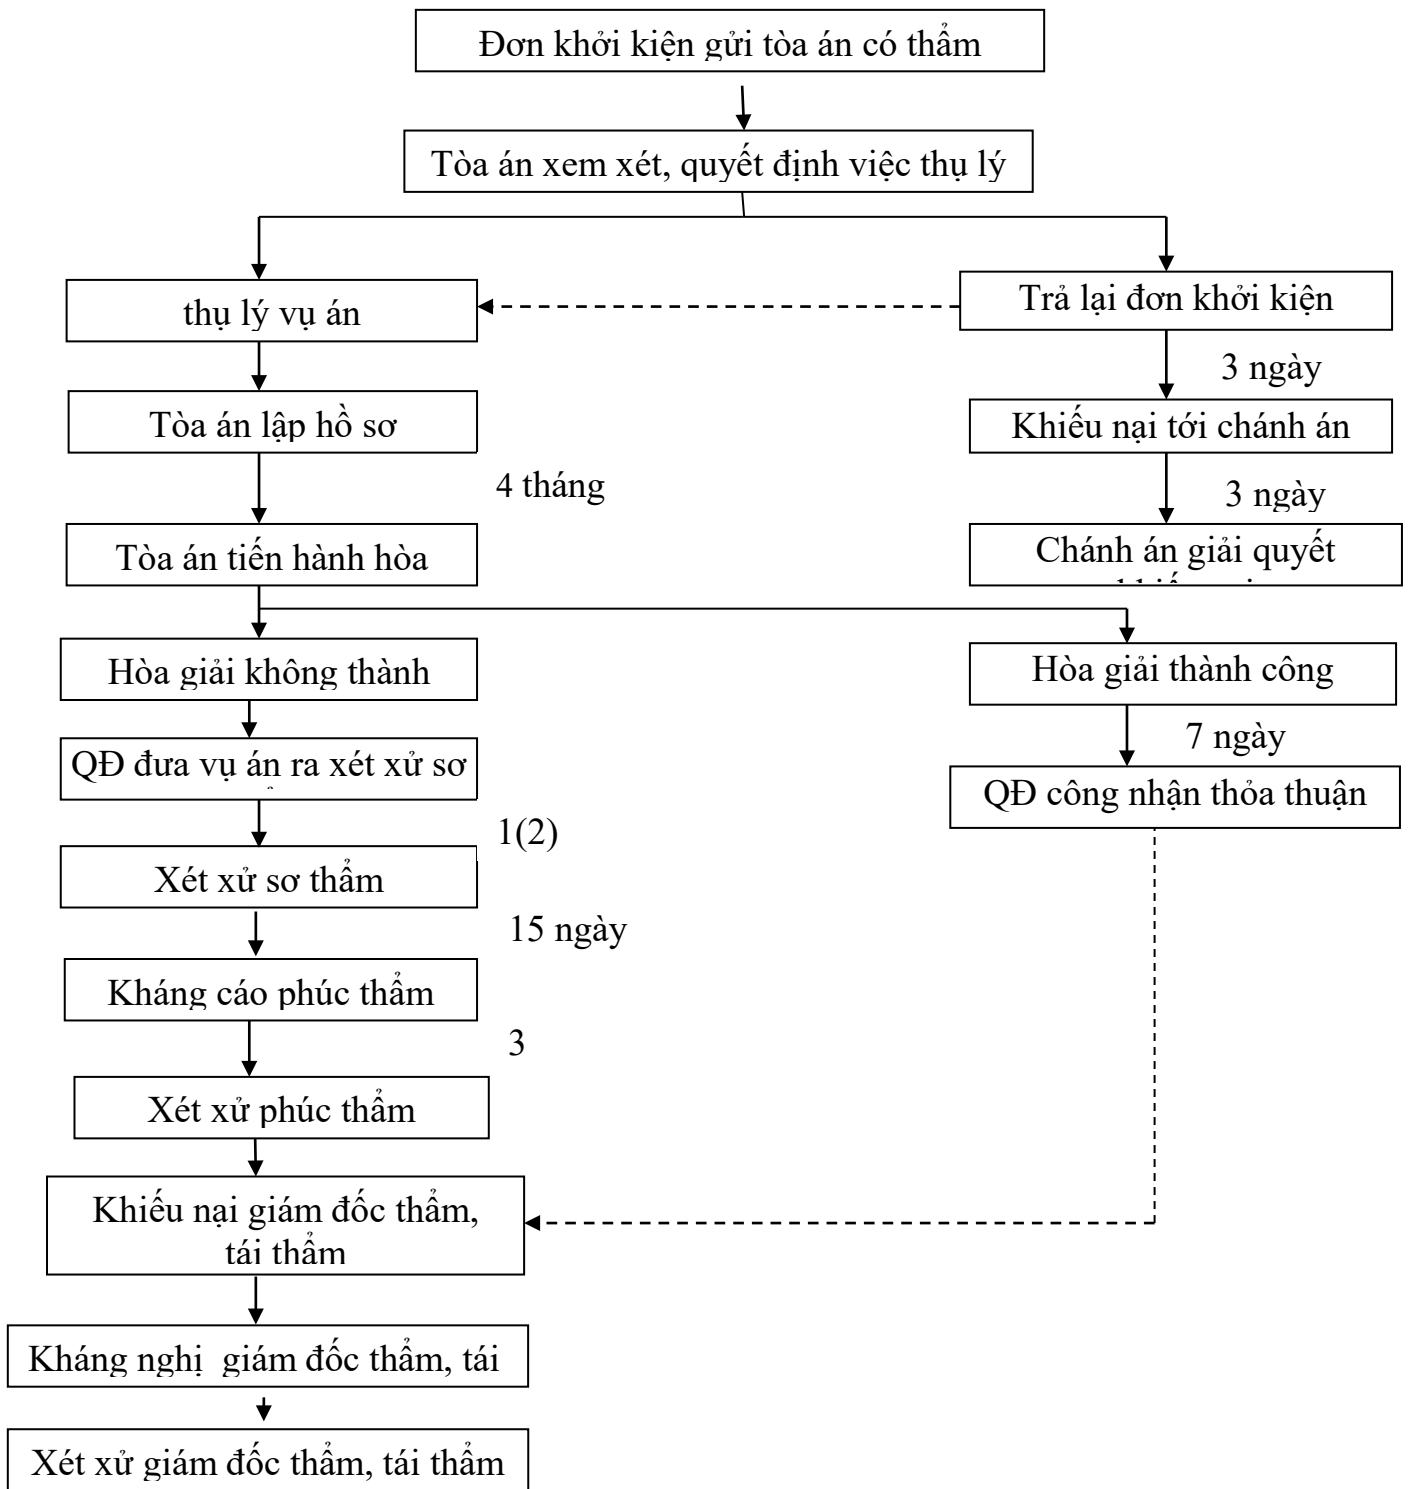 Đơn khởi kiện gửi tòa án có thẩm
Tòa án xem xét, quyết định việc thụ lý
thụ lý vụ án
Trả lại đơn khởi kiện
3 ngày
Tòa án lập hồ sơ
Khiếu nại tới chánh án
4 tháng
3 ngày
Tòa án tiến hành hòa
Chánh án giải quyết
Hòa giải không thành
Hòa giải thành công
7 ngày
QĐ đưa vụ án ra xét xử sơ
QĐ công nhận thỏa thuận
1(2)
Xét xử sơ thẩm
15 ngày
Kháng cáo phúc thẩm
3
Xét xử phúc thẩm
Khiếu nại giám đốc thẩm,
tái thẩm
Kháng nghị  giám đốc thẩm, tái
Xét xử giám đốc thẩm, tái thẩm